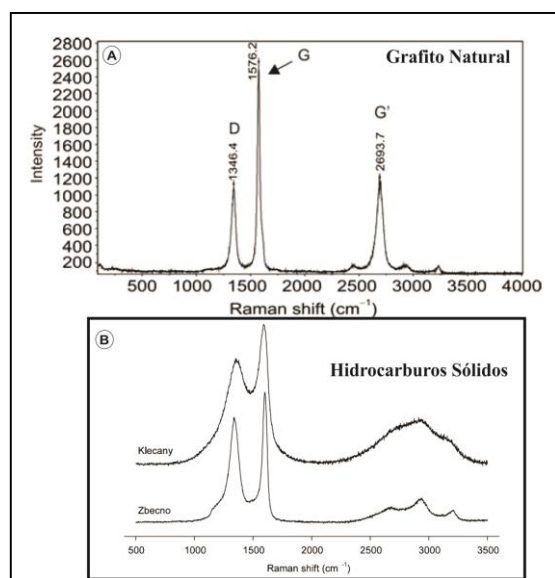 A
Grafito Natural
2800
2600
2400
2200
2000
1800
1600
1400
1200
1000
800
600
400
200
Intensity
D
1346.4
1576.2
G
G'
2693.7
500 1000 1500 2000 2500 3000 3500 4000
Raman shift (cm⁻¹)
B
Hidrocarburos Sólidos
Klecany
Zbecno
500 1000 1500 2000 2500 3000 3500
Raman shift (cm⁻¹)